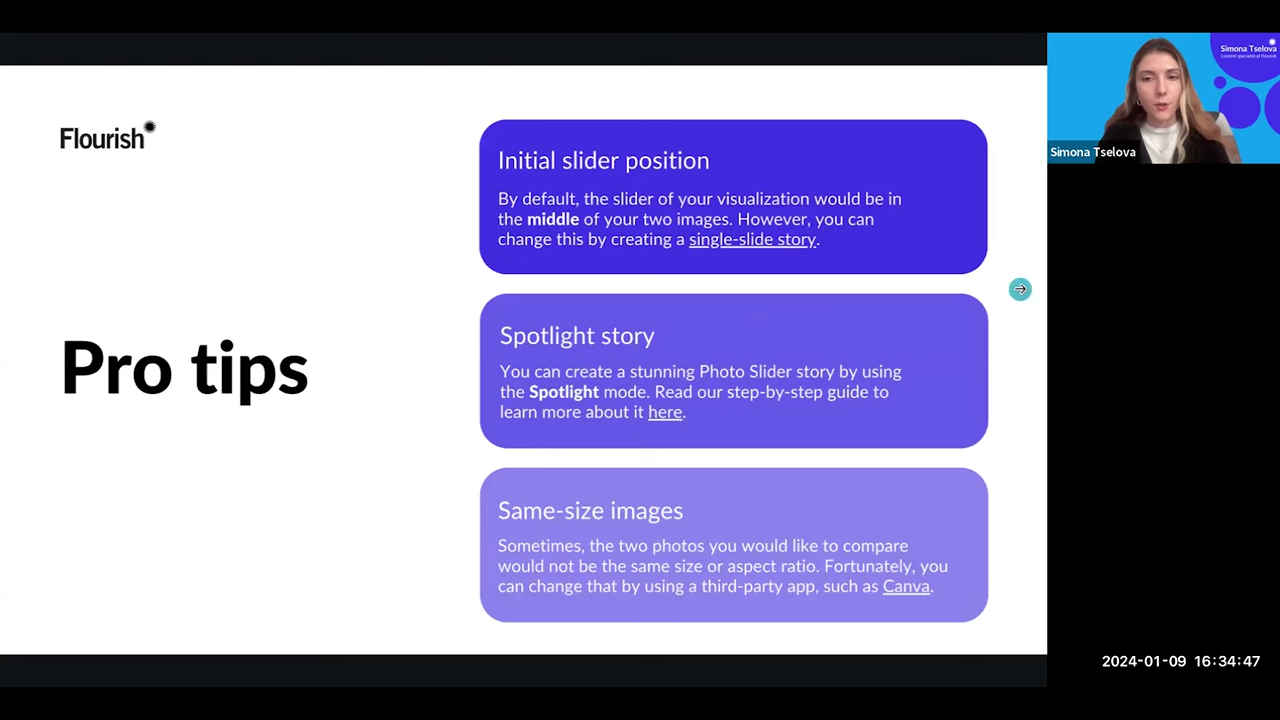 Flourish
Pro tips
Initial slider position
By default, the slider of your visualization would be in
the middle of your two images. However, you can
change this by creating a single-slide story.
Spotlight story
You can create a stunning Photo Slider story by using
the Spotlight mode. Read our step-by-step guide to
learn more about it here.
Same-size images
Sometimes, the two photos you would like to compare
would not be the same size or aspect ratio. Fortunately, you
can change that by using a third-party app, such as Canva.
Simona Tselova
Content specialist at Flourish
Simona Tselova
2024-01-09 16:34:47